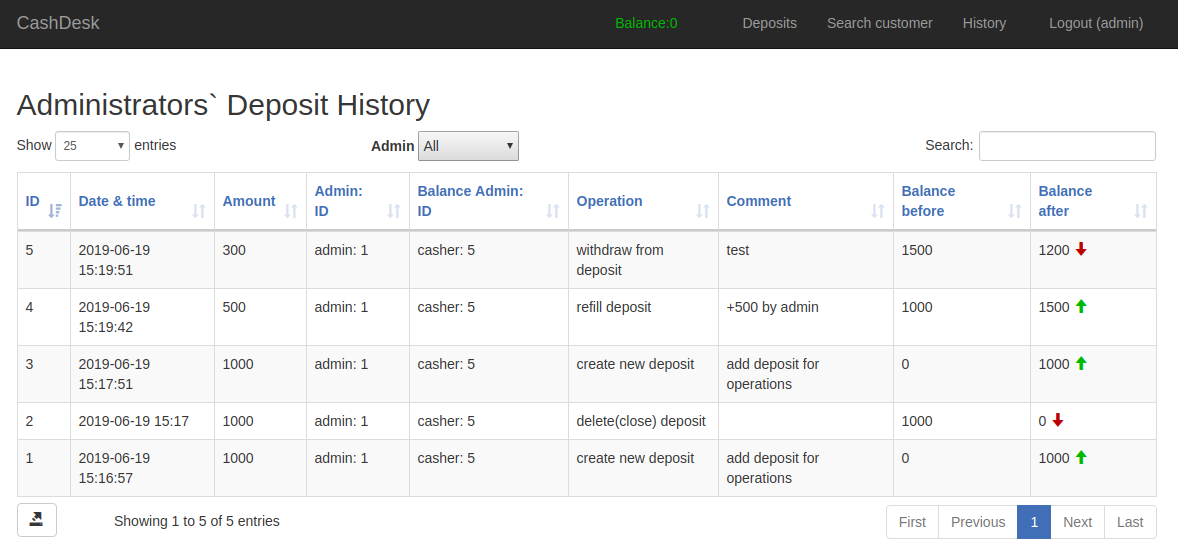 CashDesk Balance:0 Deposits Search customer History Logout (admin)
Administrators` Deposit History
Show 25 entries Admin All Search:
ID Date & time Amount Admin: ID Balance Admin: ID Operation Comment Balance before Balance after
5 2019-06-19 15:19:51 300 admin: 1 casher: 5 withdraw from deposit test 1500 1200
4 2019-06-19 15:19:42 500 admin: 1 casher: 5 refill deposit +500 by admin 1000 1500
3 2019-06-19 15:17:51 1000 admin: 1 casher: 5 create new deposit add deposit for operations 0 1000
2 2019-06-19 15:17 1000 admin: 1 casher: 5 delete(close) deposit 1000 0
1 2019-06-19 15:16:57 1000 admin: 1 casher: 5 create new deposit add deposit for operations 0 1000
Showing 1 to 5 of 5 entries First Previous 1 Next Last